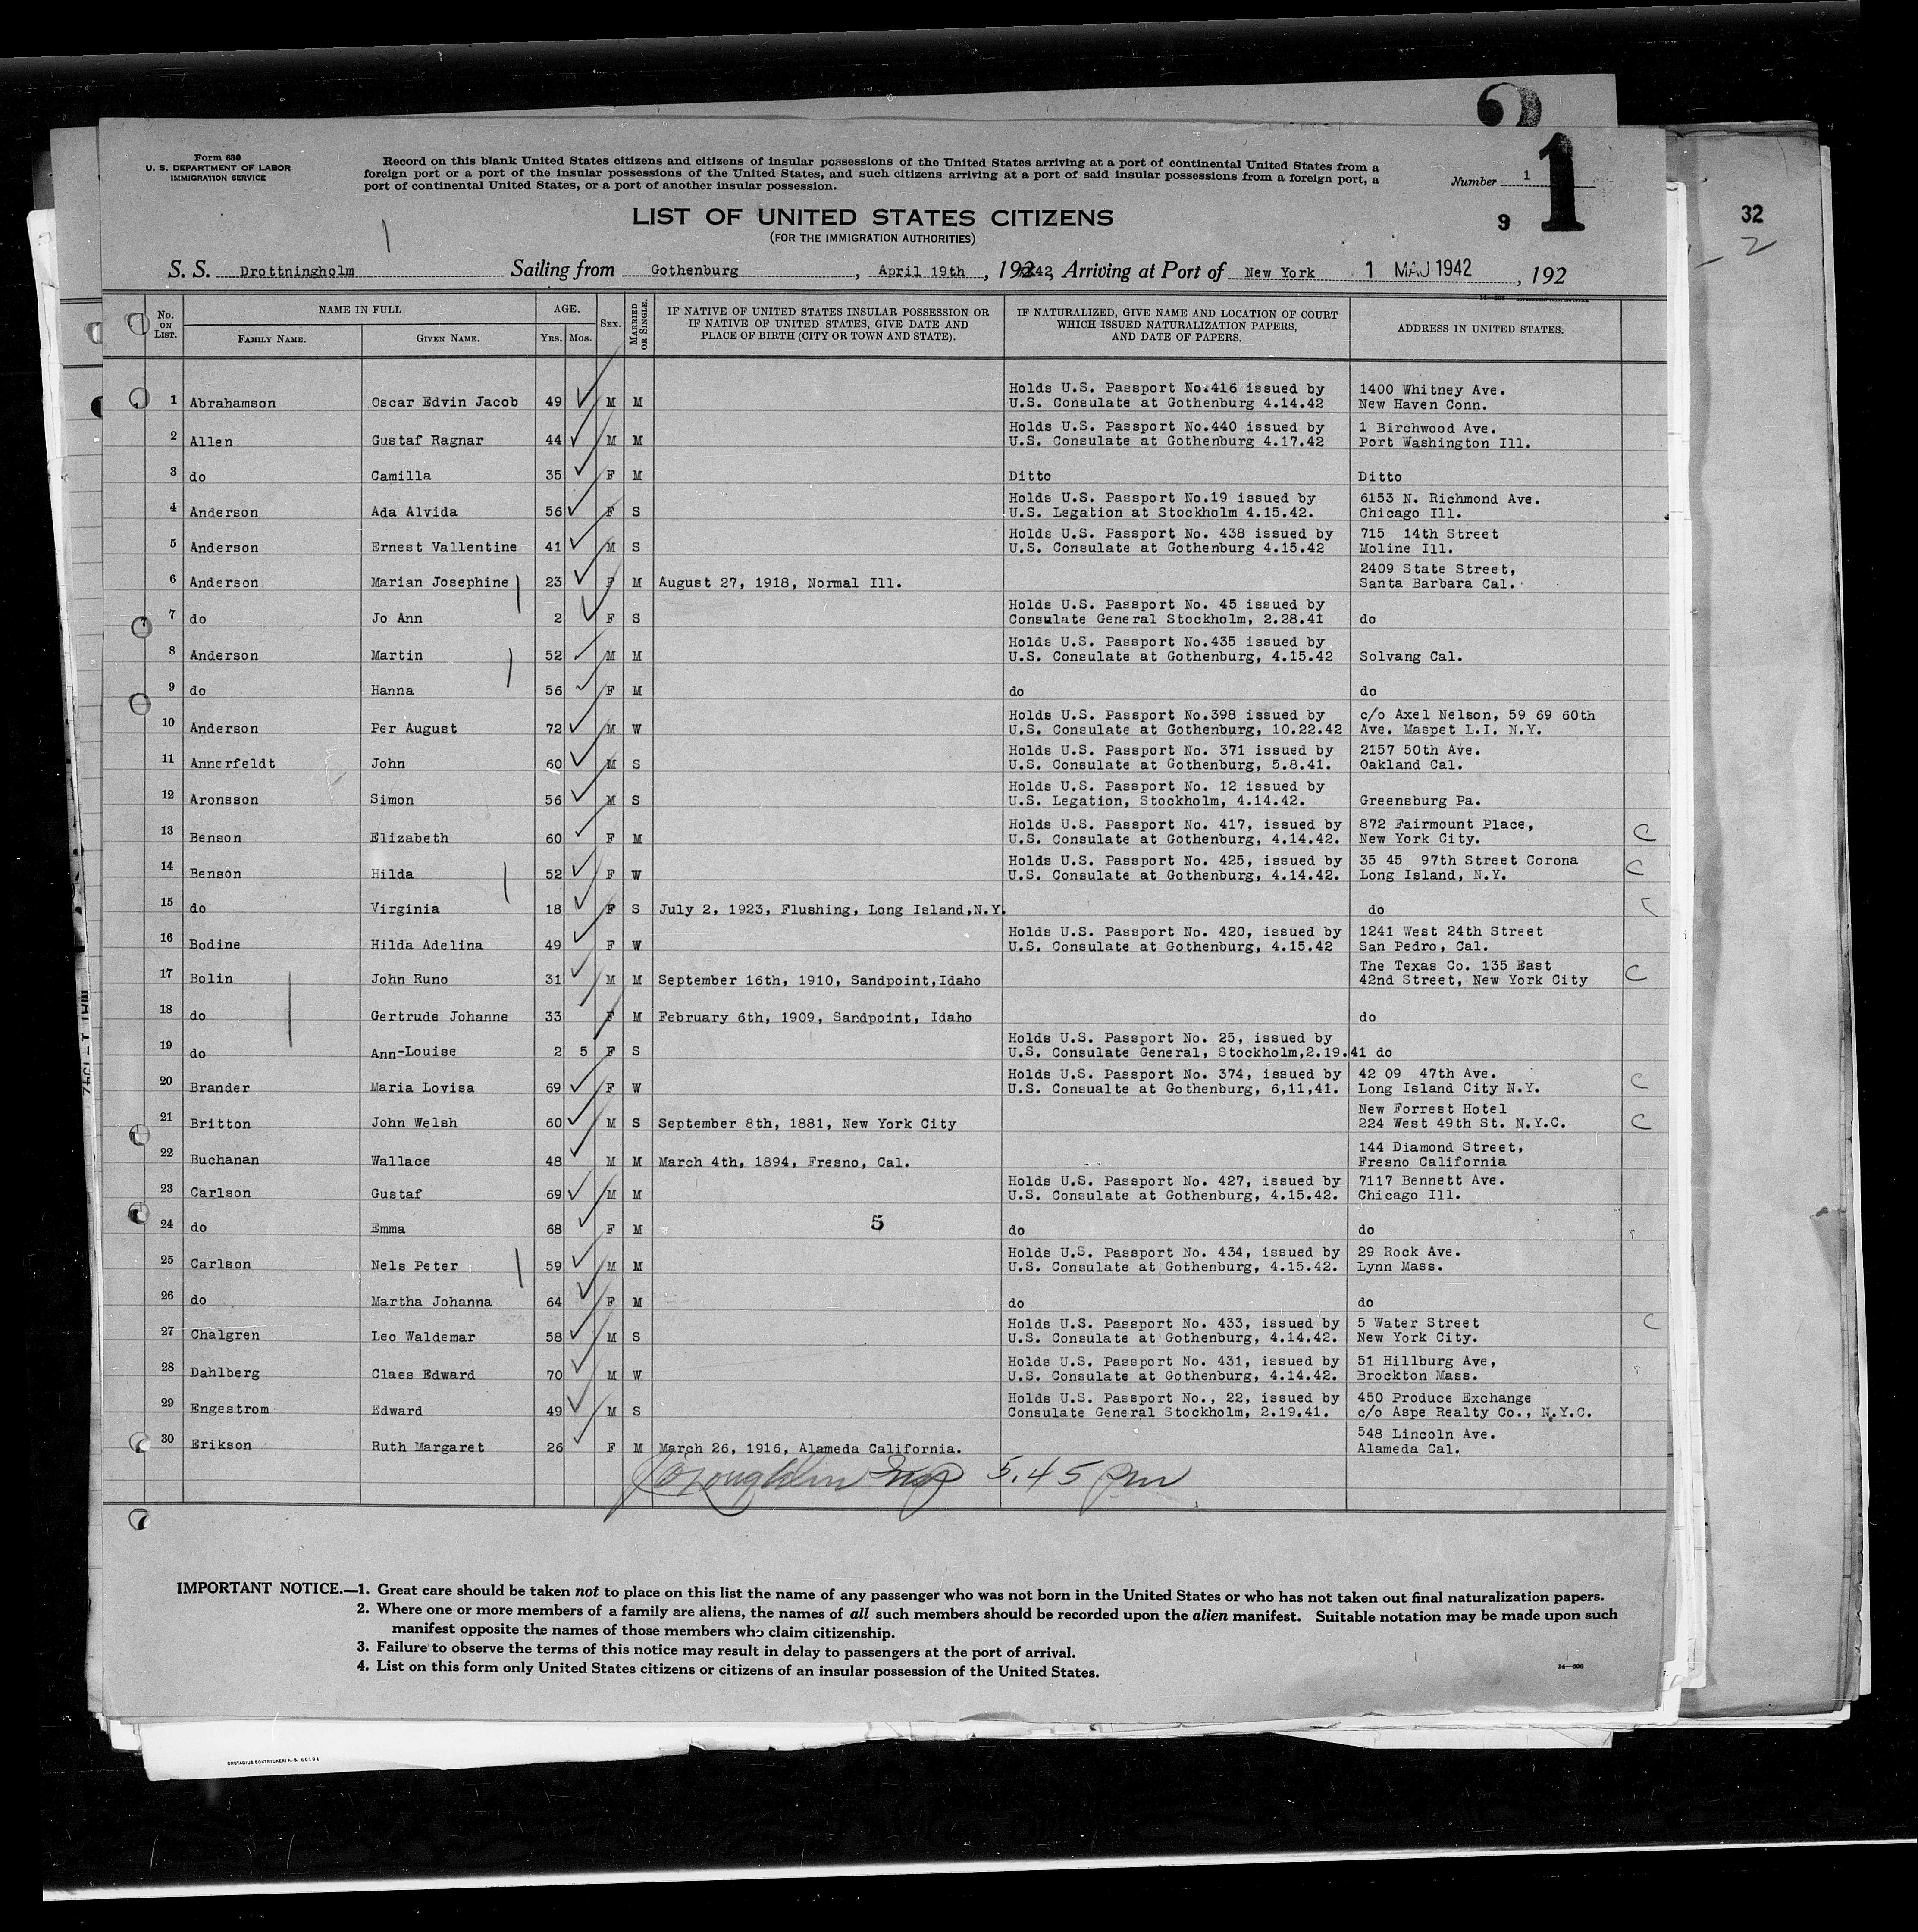 2
Form 630
U. S. DEPARTMENT OF LABOR
IMMIGRATION SERVICE
Record on this blank United States citizens and citizens of insular possessions of the United States arriving at a port of continental United States from a
foreign port or a port of the insular possessions of the United States, and such citizens arriving at a port of said insular possessions from a foreign port, a
port of continental United States, or a port of another insular possession.
Number 1
1
9
32
2
LIST OF UNITED STATES CITIZENS
(FOR THE IMMIGRATION AUTHORITIES)
S. S. Drottningholm Sailing from Gothenburg, April 19th, 1942, Arriving at Port of New York 1 MAJ 1942, 192
No. ON LIST. NAME IN FULL FAMILY NAME. GIVEN NAME. AGE. YRS. MOS. SEX. MARRIED OR SINGLE. IF NATIVE OF UNITED STATES INSULAR POSSESSION OR IF NATIVE OF UNITED STATES, GIVE DATE AND PLACE OF BIRTH (CITY OR TOWN AND STATE). IF NATURALIZED, GIVE NAME AND LOCATION OF COURT WHICH ISSUED NATURALIZATION PAPERS, AND DATE OF PAPERS. ADDRESS IN UNITED STATES.
Holds U.S. Passport No.416 issued by 1400 Whitney Ave.
1 Abrahamson Oscar Edvin Jacob 49 M M U.S. Consulate at Gothenburg 4.14.42 New Haven Conn.
Holds U.S. Passport No.440 issued by 1 Birchwood Ave.
2 Allen Gustaf Ragnar 44 M M U.S. Consulate at Gothenburg 4.17.42 Port Washington Ill.
3 do Camilla 35 F M Ditto Ditto
Holds U.S. Passport No.19 issued by 6153 N. Richmond Ave.
4 Anderson Ada Alvida 56 F S U.S. Legation at Stockholm 4.15.42. Chicago Ill.
Holds U.S. Passport No. 438 issued by 715 14th Street
5 Anderson Ernest Vallentine 41 M S U.S. Consulate at Gothenburg 4.15.42 Moline Ill.
2409 State Street,
6 Anderson Marian Josephine 23 F M August 27, 1918, Normal Ill. Santa Barbara Cal.
Holds U.S. Passport No. 45 issued by
7 do Jo Ann 2 F S Consulate General Stockholm, 2.28.41 do
Holds U.S. Passport No.435 issued by
8 Anderson Martin 52 M M U.S. Consulate at Gothenburg, 4.15.42 Solvang Cal.
9 do Hanna 56 F M do do
Holds U.S. Passport No.398 issued by c/o Axel Nelson, 59 69 60th
10 Anderson Per August 72 M W U.S. Consulate at Gothenburg, 10.22.42 Ave. Maspet L.I. N.Y.
Holds U.S. Passport No. 371 issued by 2157 50th Ave.
11 Annerfeldt John 60 M S U.S. Consulate at Gothenburg, 5.8.41. Oakland Cal.
Holds U.S. Passport No. 12 issued by
12 Aronsson Simon 56 M S U.S. Legation, Stockholm, 4.14.42. Greensburg Pa.
Holds U.S. Passport No. 417, issued by 872 Fairmount Place,
13 Benson Elizabeth 60 F M U.S. Consulate at Gothenburg, 4.14.42. New York City. C
Holds U.S. Passport No. 425, issued by 35 45 97th Street Corona
14 Benson Hilda 52 F W U.S. Consulate at Gothenburg, 4.14.42. Long Island, N.Y. C
15 do Virginia 18 F S July 2, 1923, Flushing, Long Island,N.Y. do
Holds U.S. Passport No. 420, issued by 1241 West 24th Street
16 Bodine Hilda Adelina 49 F W U.S. Consulate at Gothenburg, 4.15.42 San Pedro, Cal.
The Texas Co. 135 East
17 Bolin John Runo 31 M M September 16th, 1910, Sandpoint,Idaho 42nd Street, New York City C
18 do Gertrude Johanne 33 F M February 6th, 1909, Sandpoint, Idaho do
Holds U.S. Passport No. 25, issued by
19 do Ann-Louise 2 5 F S U.S. Consulate General, Stockholm,2.19.41 do
Holds U.S. Passport No. 374, issued by 42 09 47th Ave.
20 Brander Maria Lovisa 69 F W U.S. Consualte at Gothenburg, 6,11,41. Long Island City N.Y. C
New Forrest Hotel
21 Britton John Welsh 60 M S September 8th, 1881, New York City 224 West 49th St. N.Y.C. C
144 Diamond Street,
22 Buchanan Wallace 48 M M March 4th, 1894, Fresno, Cal. Fresno California
Holds U.S. Passport No. 427, issued by 7117 Bennett Ave.
23 Carlson Gustaf 69 M M U.S. Consulate at Gothenburg, 4.15.42. Chicago Ill.
24 do Emma 68 F M 5 do do
Holds U.S. Passport No. 434, issued by 29 Rock Ave.
25 Carlson Nels Peter 59 M M U.S. Consulate at Gothenburg, 4.15.42. Lynn Mass.
26 do Martha Johanna 64 F M do do
Holds U.S. Passport No. 433, issued by 5 Water Street C
27 Chalgren Leo Waldemar 58 M S U.S. Consulate at Gothenburg, 4.14.42. New York City.
Holds U.S. Passport No. 431, issued by 51 Hillburg Ave,
28 Dahlberg Claes Edward 70 M W U.S. Consulate at Gothenburg, 4.14.42. Brockton Mass.
Holds U.S. Passport No., 22, issued by 450 Produce Exchange
29 Engestrom Edward 49 M S Consulate General Stockholm, 2.19.41. c/o Aspe Realty Co., N.Y.C.
548 Lincoln Ave.
30 Erikson Ruth Margaret 26 F M March 26, 1916, Alameda California. Alameda Cal.
5.45 pm
IMPORTANT NOTICE.—1. Great care should be taken not to place on this list the name of any passenger who was not born in the United States or who has not taken out final naturalization papers.
2. Where one or more members of a family are aliens, the names of all such members should be recorded upon the alien manifest. Suitable notation may be made upon such
manifest opposite the names of those members who claim citizenship.
3. Failure to observe the terms of this notice may result in delay to passengers at the port of arrival.
4. List on this form only United States citizens or citizens of an insular possession of the United States.
14—608